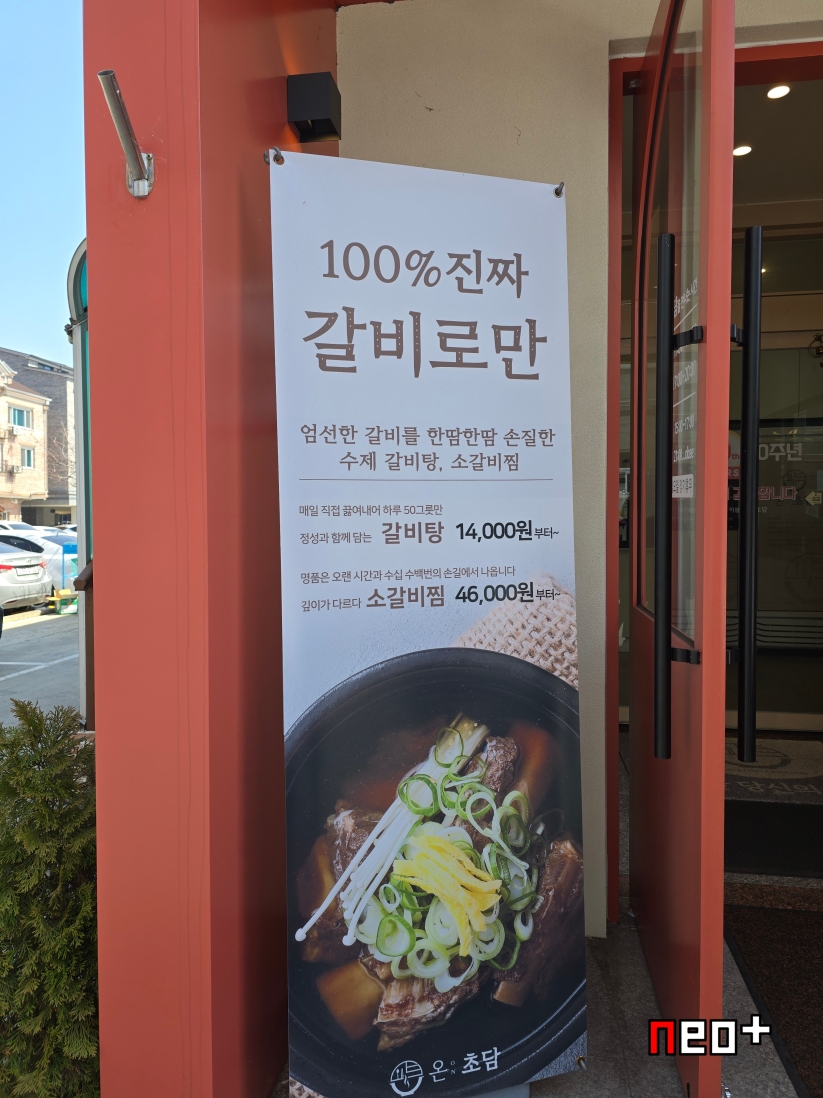 100%진짜
갈비로만
엄선한 갈비를 한땀한땀 손질한
수제 갈비탕, 소갈비찜
매일 직접 끓여내어 하루 50그릇만
정성과 함께 담는 갈비탕 14,000원부터~
명품은 오랜 시간과 수십 수백번의 손길에서 나옵니다
깊이가 다르다 소갈비찜 46,000원부터~
온ON초담
0주년
neo+